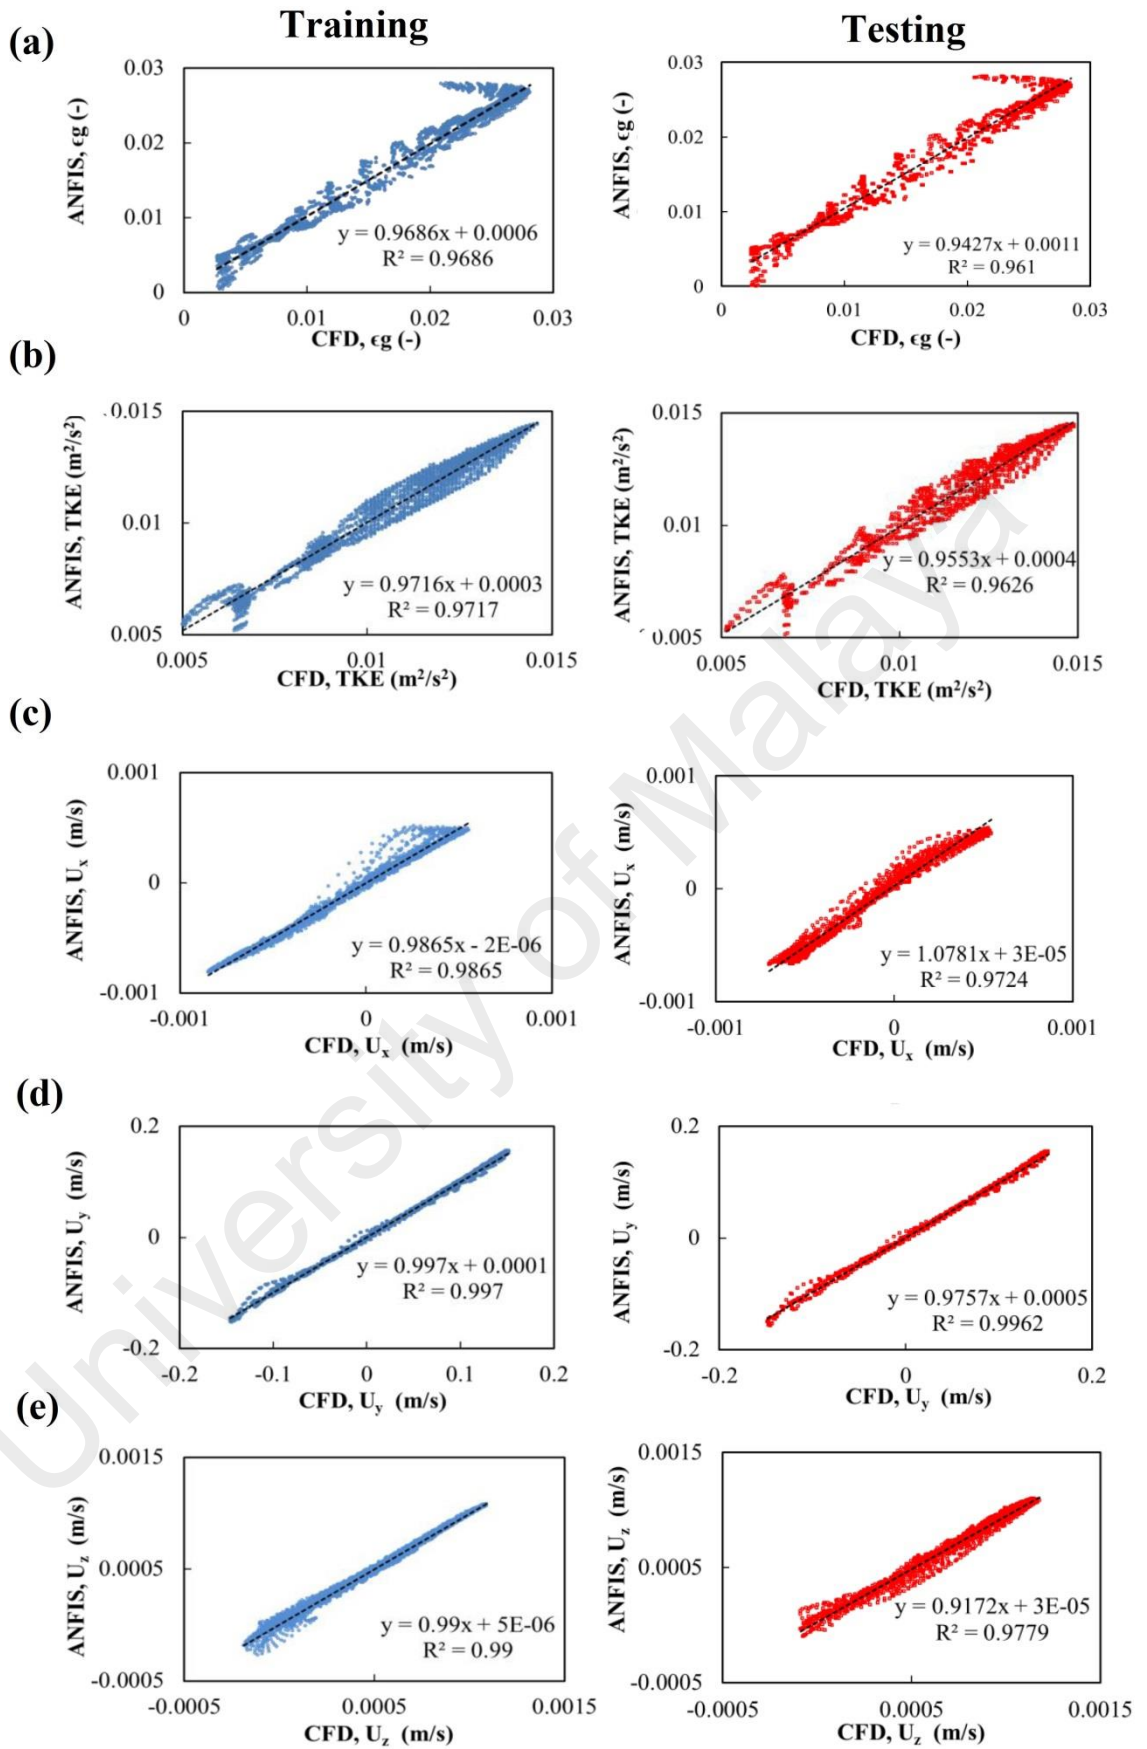 Training
Testing
(a)
ANFIS, ϵg (-)
0.03
0.02
0.01
0
y = 0.9686x + 0.0006
R² = 0.9686
0
0.01
0.02
0.03
CFD, ϵg (-)
ANFIS, ϵg (-)
0.03
0.02
0.01
0
y = 0.9427x + 0.0011
R² = 0.961
0
0.01
0.02
0.03
CFD, ϵg (-)
(b)
ANFIS, TKE (m²/s²)
0.015
0.01
0.005
y = 0.9716x + 0.0003
R² = 0.9717
0.005
0.01
0.015
CFD, TKE (m²/s²)
ANFIS, TKE (m²/s²)
0.015
0.01
0.005
y = 0.9553x + 0.0004
R² = 0.9626
0.005
0.01
0.015
CFD, TKE (m²/s²)
(c)
ANFIS, Uₓ (m/s)
0.001
0
-0.001
y = 0.9865x - 2E-06
R² = 0.9865
-0.001
0
0.001
CFD, Uₓ (m/s)
ANFIS, Uₓ (m/s)
0.001
0
-0.001
y = 1.0781x + 3E-05
R² = 0.9724
-0.001
0
0.001
CFD, Uₓ (m/s)
(d)
ANFIS, Uy (m/s)
0.2
0
-0.2
y = 0.997x + 0.0001
R² = 0.997
-0.2
-0.1
0
0.1
0.2
CFD, Uy (m/s)
ANFIS, Uy (m/s)
0.2
0
-0.2
y = 0.9757x + 0.0005
R² = 0.9962
-0.2
0
0.2
CFD, Uy (m/s)
(e)
ANFIS, Uz (m/s)
0.0015
0.0005
-0.0005
y = 0.99x + 5E-06
R² = 0.99
-0.0005
0.0005
0.0015
CFD, Uz (m/s)
ANFIS, Uz (m/s)
0.0015
0.0005
-0.0005
y = 0.9172x + 3E-05
R² = 0.9779
-0.0005
0.0005
0.0015
CFD, Uz (m/s)
University of Malaya